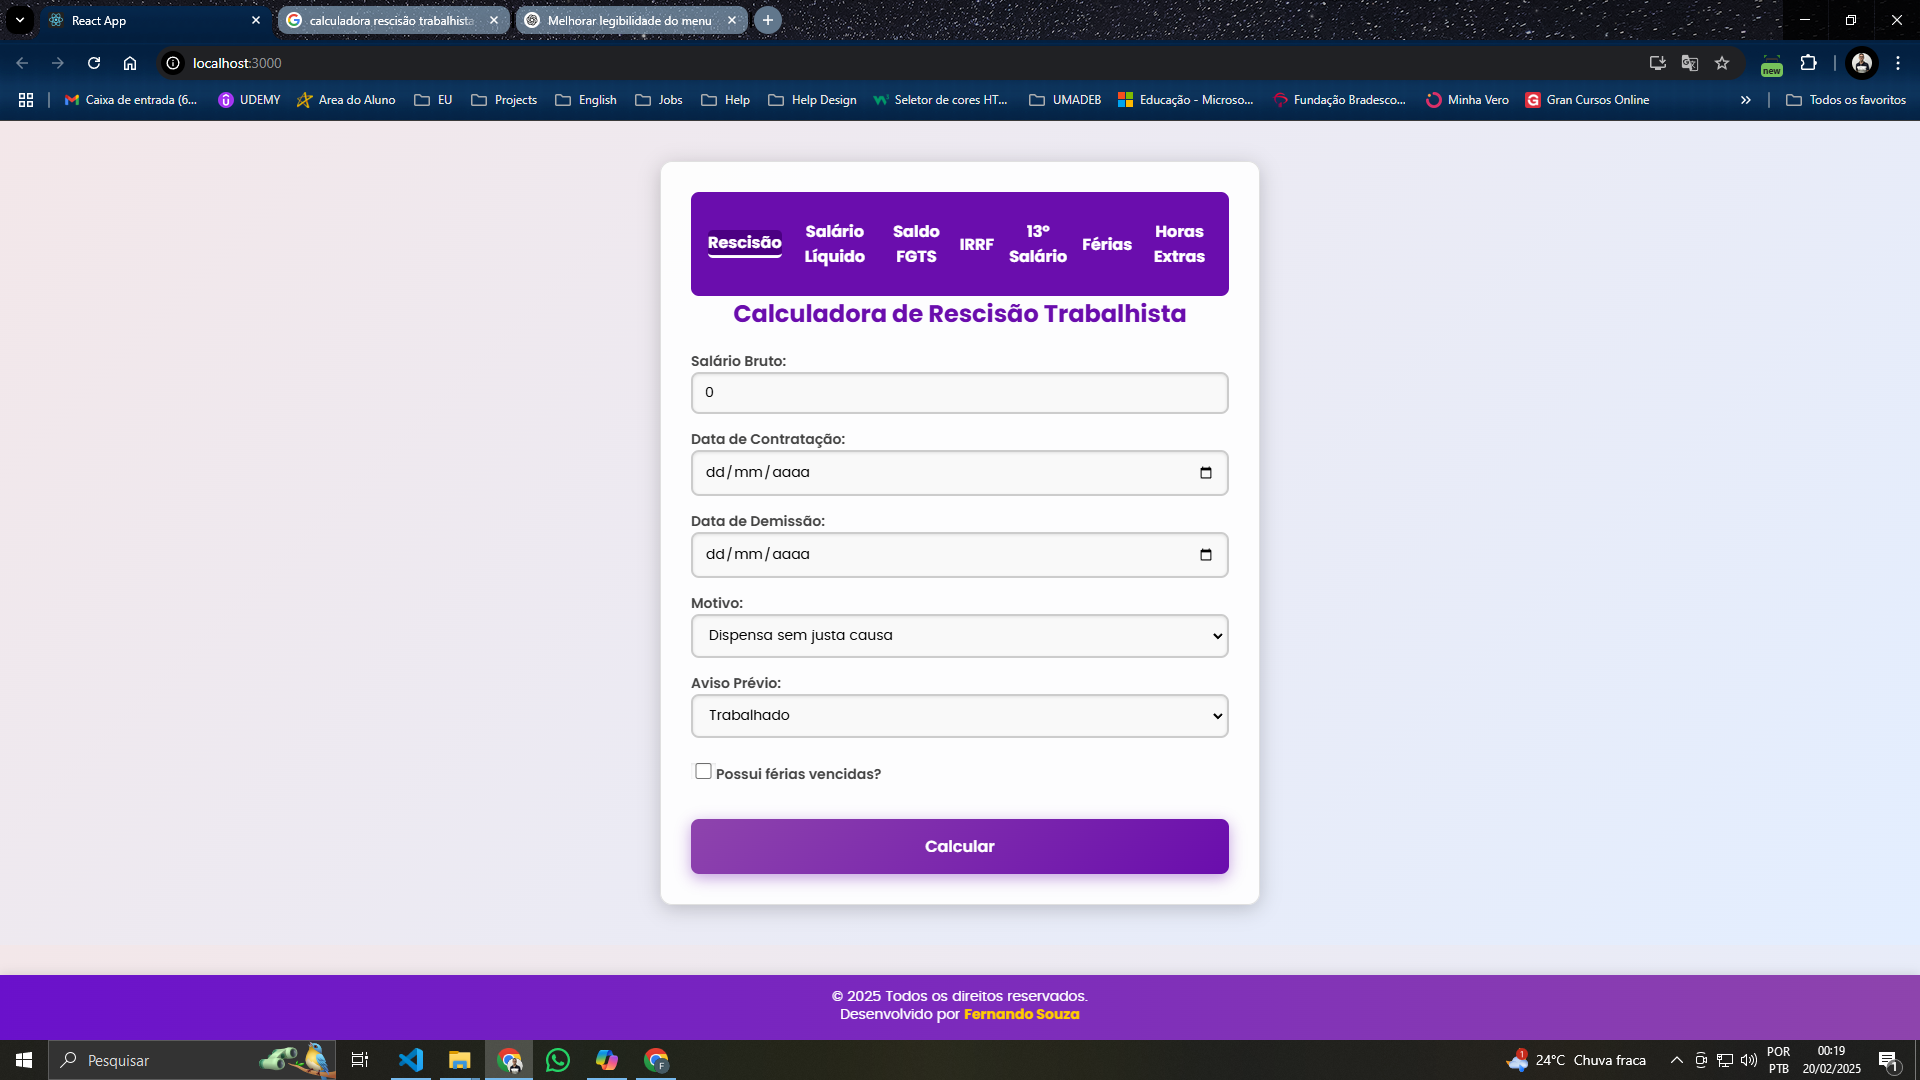 React App
calculadora rescisão trabalhista
Melhorar legibilidade do menu
localhost:3000
new
Caixa de entrada (6...
UDEMY
Area do Aluno
EU
Projects
English
Jobs
Help
Help Design
Seletor de cores HT...
UMADEB
Educação - Microso...
Fundação Bradesco...
Minha Vero
Gran Cursos Online
Todos os favoritos
Rescisão
Salário
Líquido
Saldo
FGTS
IRRF
13º
Salário
Férias
Horas
Extras
Calculadora de Rescisão Trabalhista
Salário Bruto:
0
Data de Contratação:
dd/mm/aaaa
Data de Demissão:
dd/mm/aaaa
Motivo:
Dispensa sem justa causa
Aviso Prévio:
Trabalhado
Possui férias vencidas?
Calcular
© 2025 Todos os direitos reservados.
Desenvolvido por Fernando Souza
Pesquisar
F
1
24°C Chuva fraca
POR
PTB
00:19
20/02/2025
1